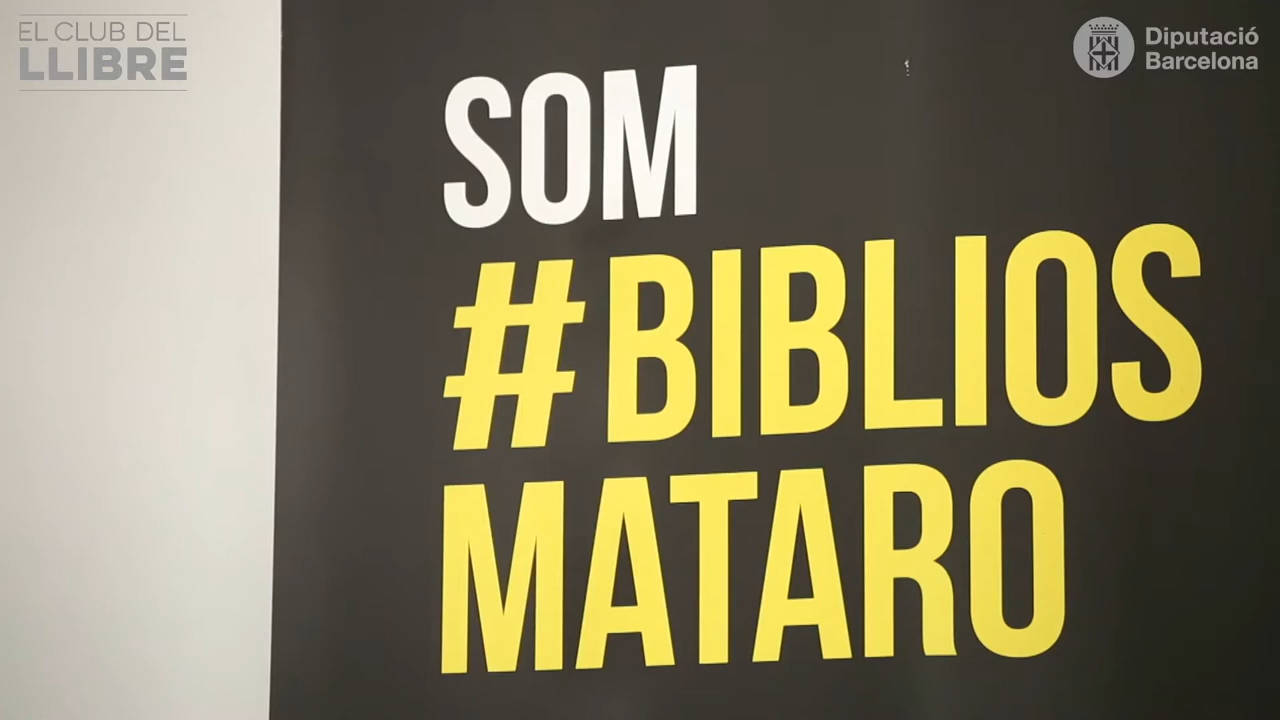 EL CLUB DEL
LLIBRE
Diputació
Barcelona
SOM
#BIBLIOS
MATARO